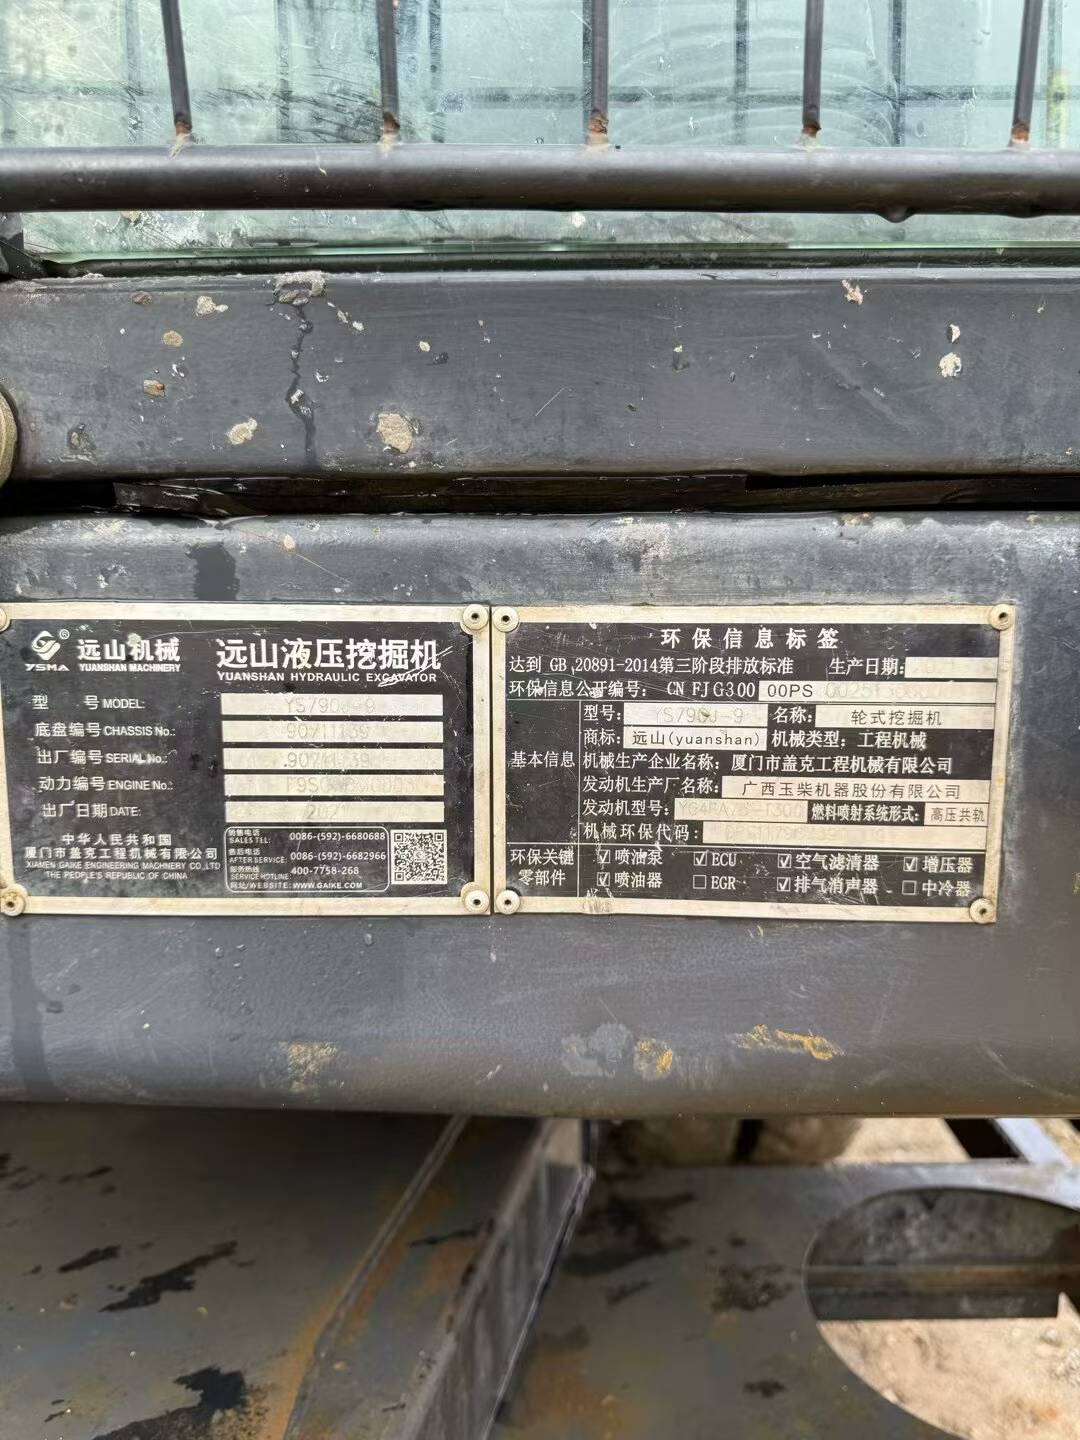 YSMA ® 远山机械
YUANSHAN MACHINERY
远山液压挖掘机
YUANSHAN HYDRAULIC EXCAVATOR
型 号 MODEL: YS790J-9
底盘编号 CHASSIS No.: 90711139
出厂编号 SERIAL No.: 90711139
动力编号 ENGINE No.:
出厂日期 DATE: 2021
中华人民共和国
厦门市盖克工程机械有限公司
XIAMEN GAIKE ENGINEERING MACHINERY CO.,LTD
THE PEOPLE'S REPUBLIC OF CHINA
销售电话
SALES TEL: 0086-(592)-6680688
售后电话
AFTER SERVICE: 0086-(592)-6682966
服务热线
SERVICE HOTLINE: 400-7758-268
网址/WEBSITE: WWW.GAIKE.COM
环保信息标签
达到 GB 20891-2014第三阶段排放标准 生产日期:
环保信息公开编号: CN FJ G3 00 00PS
基本信息
型号: YS790J-9 名称: 轮式挖掘机
商标: 远山(yuanshan) 机械类型: 工程机械
机械生产企业名称: 厦门市盖克工程机械有限公司
发动机生产厂名称: 广西玉柴机器股份有限公司
发动机型号: 燃料喷射系统形式: 高压共轨
机械环保代码:
环保关键零部件
☑ 喷油泵 ☑ ECU ☑ 空气滤清器 ☑ 增压器
☑ 喷油器 □ EGR ☑ 排气消声器 □ 中冷器